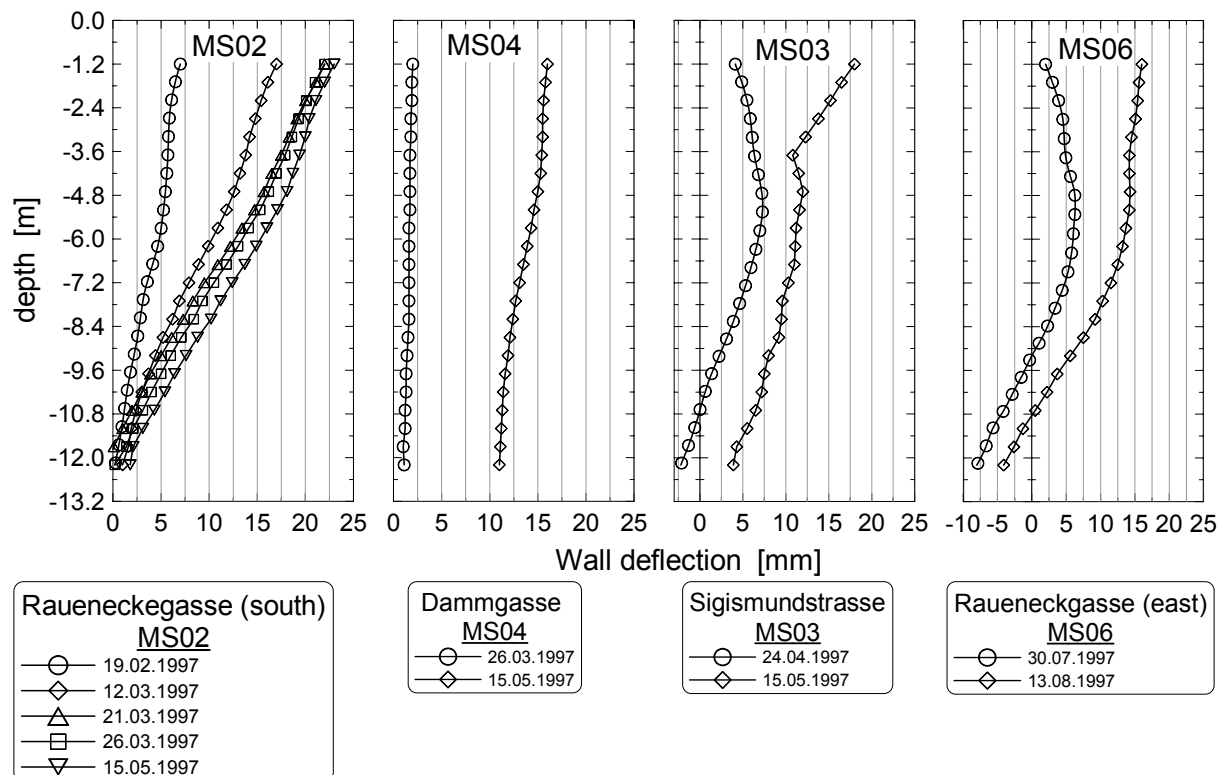 MS02 MS04 MS03 MS06
0.0
-1.2
-2.4
-3.6
-4.8
-6.0
-7.2
-8.4
-9.6
-10.8
-12.0
-13.2
depth [m]
0 5 10 15 20 25 0 5 10 15 20 25 0 5 10 15 20 25 -10 -5 0 5 10 15 20 25
Wall deflection [mm]
Raueneckegasse (south)
MS02
19.02.1997
12.03.1997
21.03.1997
26.03.1997
15.05.1997
Dammgasse
MS04
26.03.1997
15.05.1997
Sigismundstrasse
MS03
24.04.1997
15.05.1997
Raueneckgasse (east)
MS06
30.07.1997
13.08.1997